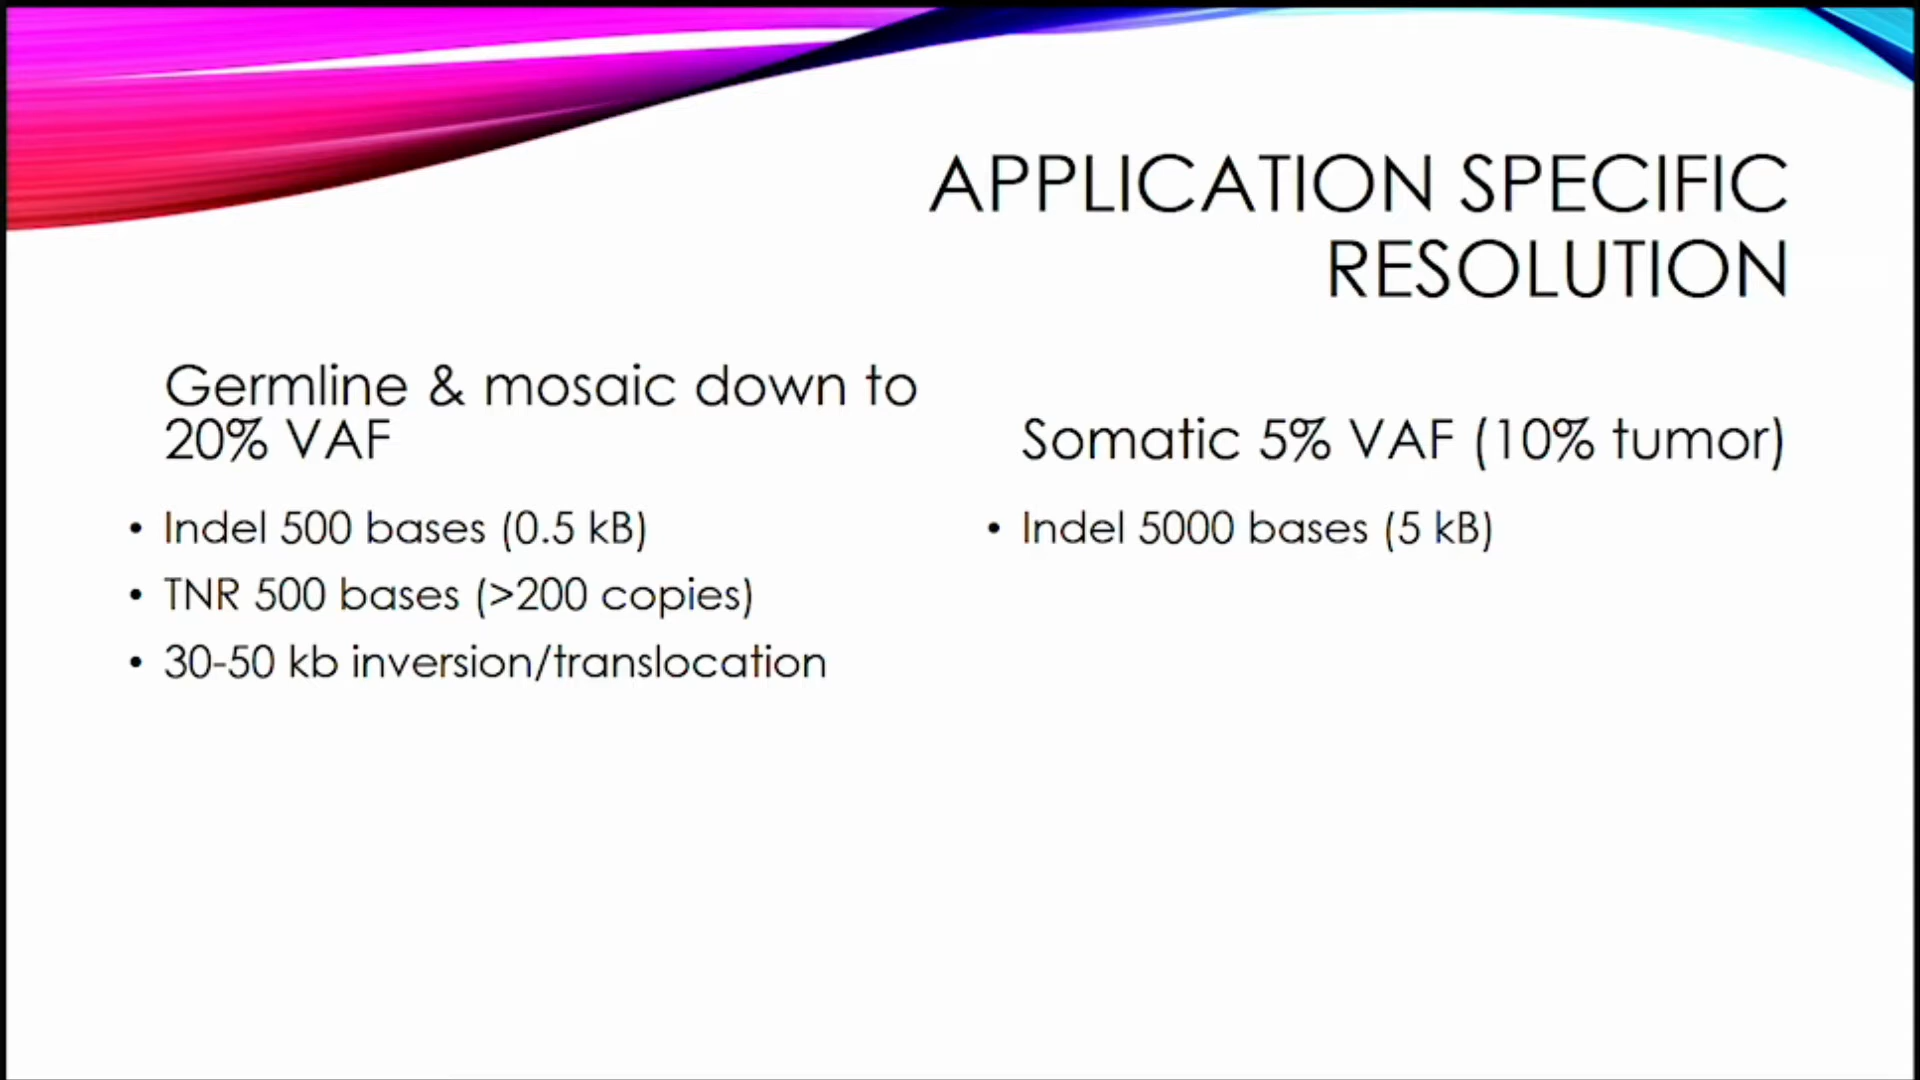 APPLICATION SPECIFIC
RESOLUTION
Germline & mosaic down to
20% VAF
• Indel 500 bases (0.5 kB)
• TNR 500 bases (>200 copies)
• 30-50 kb inversion/translocation
Somatic 5% VAF (10% tumor)
• Indel 5000 bases (5 kB)